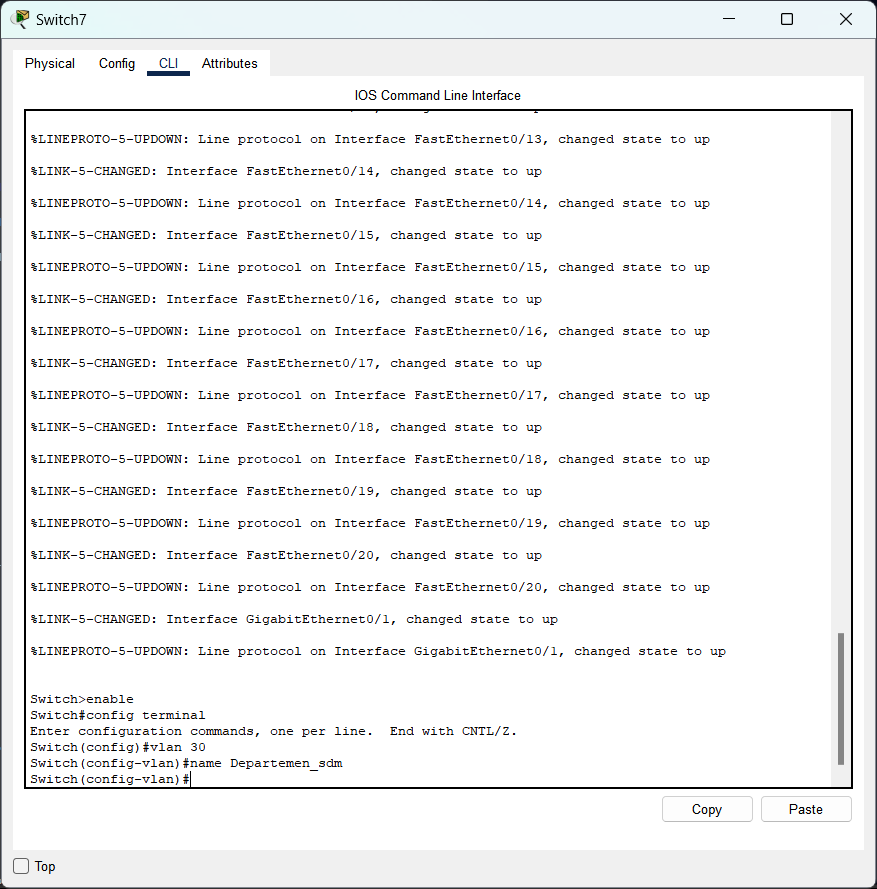 Switch7
Physical Config CLI Attributes
IOS Command Line Interface
%LINEPROTO-5-UPDOWN: Line protocol on Interface FastEthernet0/13, changed state to up
%LINK-5-CHANGED: Interface FastEthernet0/14, changed state to up
%LINEPROTO-5-UPDOWN: Line protocol on Interface FastEthernet0/14, changed state to up
%LINK-5-CHANGED: Interface FastEthernet0/15, changed state to up
%LINEPROTO-5-UPDOWN: Line protocol on Interface FastEthernet0/15, changed state to up
%LINK-5-CHANGED: Interface FastEthernet0/16, changed state to up
%LINEPROTO-5-UPDOWN: Line protocol on Interface FastEthernet0/16, changed state to up
%LINK-5-CHANGED: Interface FastEthernet0/17, changed state to up
%LINEPROTO-5-UPDOWN: Line protocol on Interface FastEthernet0/17, changed state to up
%LINK-5-CHANGED: Interface FastEthernet0/18, changed state to up
%LINEPROTO-5-UPDOWN: Line protocol on Interface FastEthernet0/18, changed state to up
%LINK-5-CHANGED: Interface FastEthernet0/19, changed state to up
%LINEPROTO-5-UPDOWN: Line protocol on Interface FastEthernet0/19, changed state to up
%LINK-5-CHANGED: Interface FastEthernet0/20, changed state to up
%LINEPROTO-5-UPDOWN: Line protocol on Interface FastEthernet0/20, changed state to up
%LINK-5-CHANGED: Interface GigabitEthernet0/1, changed state to up
%LINEPROTO-5-UPDOWN: Line protocol on Interface GigabitEthernet0/1, changed state to up
Switch>enable
Switch#config terminal
Enter configuration commands, one per line.  End with CNTL/Z.
Switch(config)#vlan 30
Switch(config-vlan)#name Departemen_sdm
Switch(config-vlan)#
Copy Paste
Top